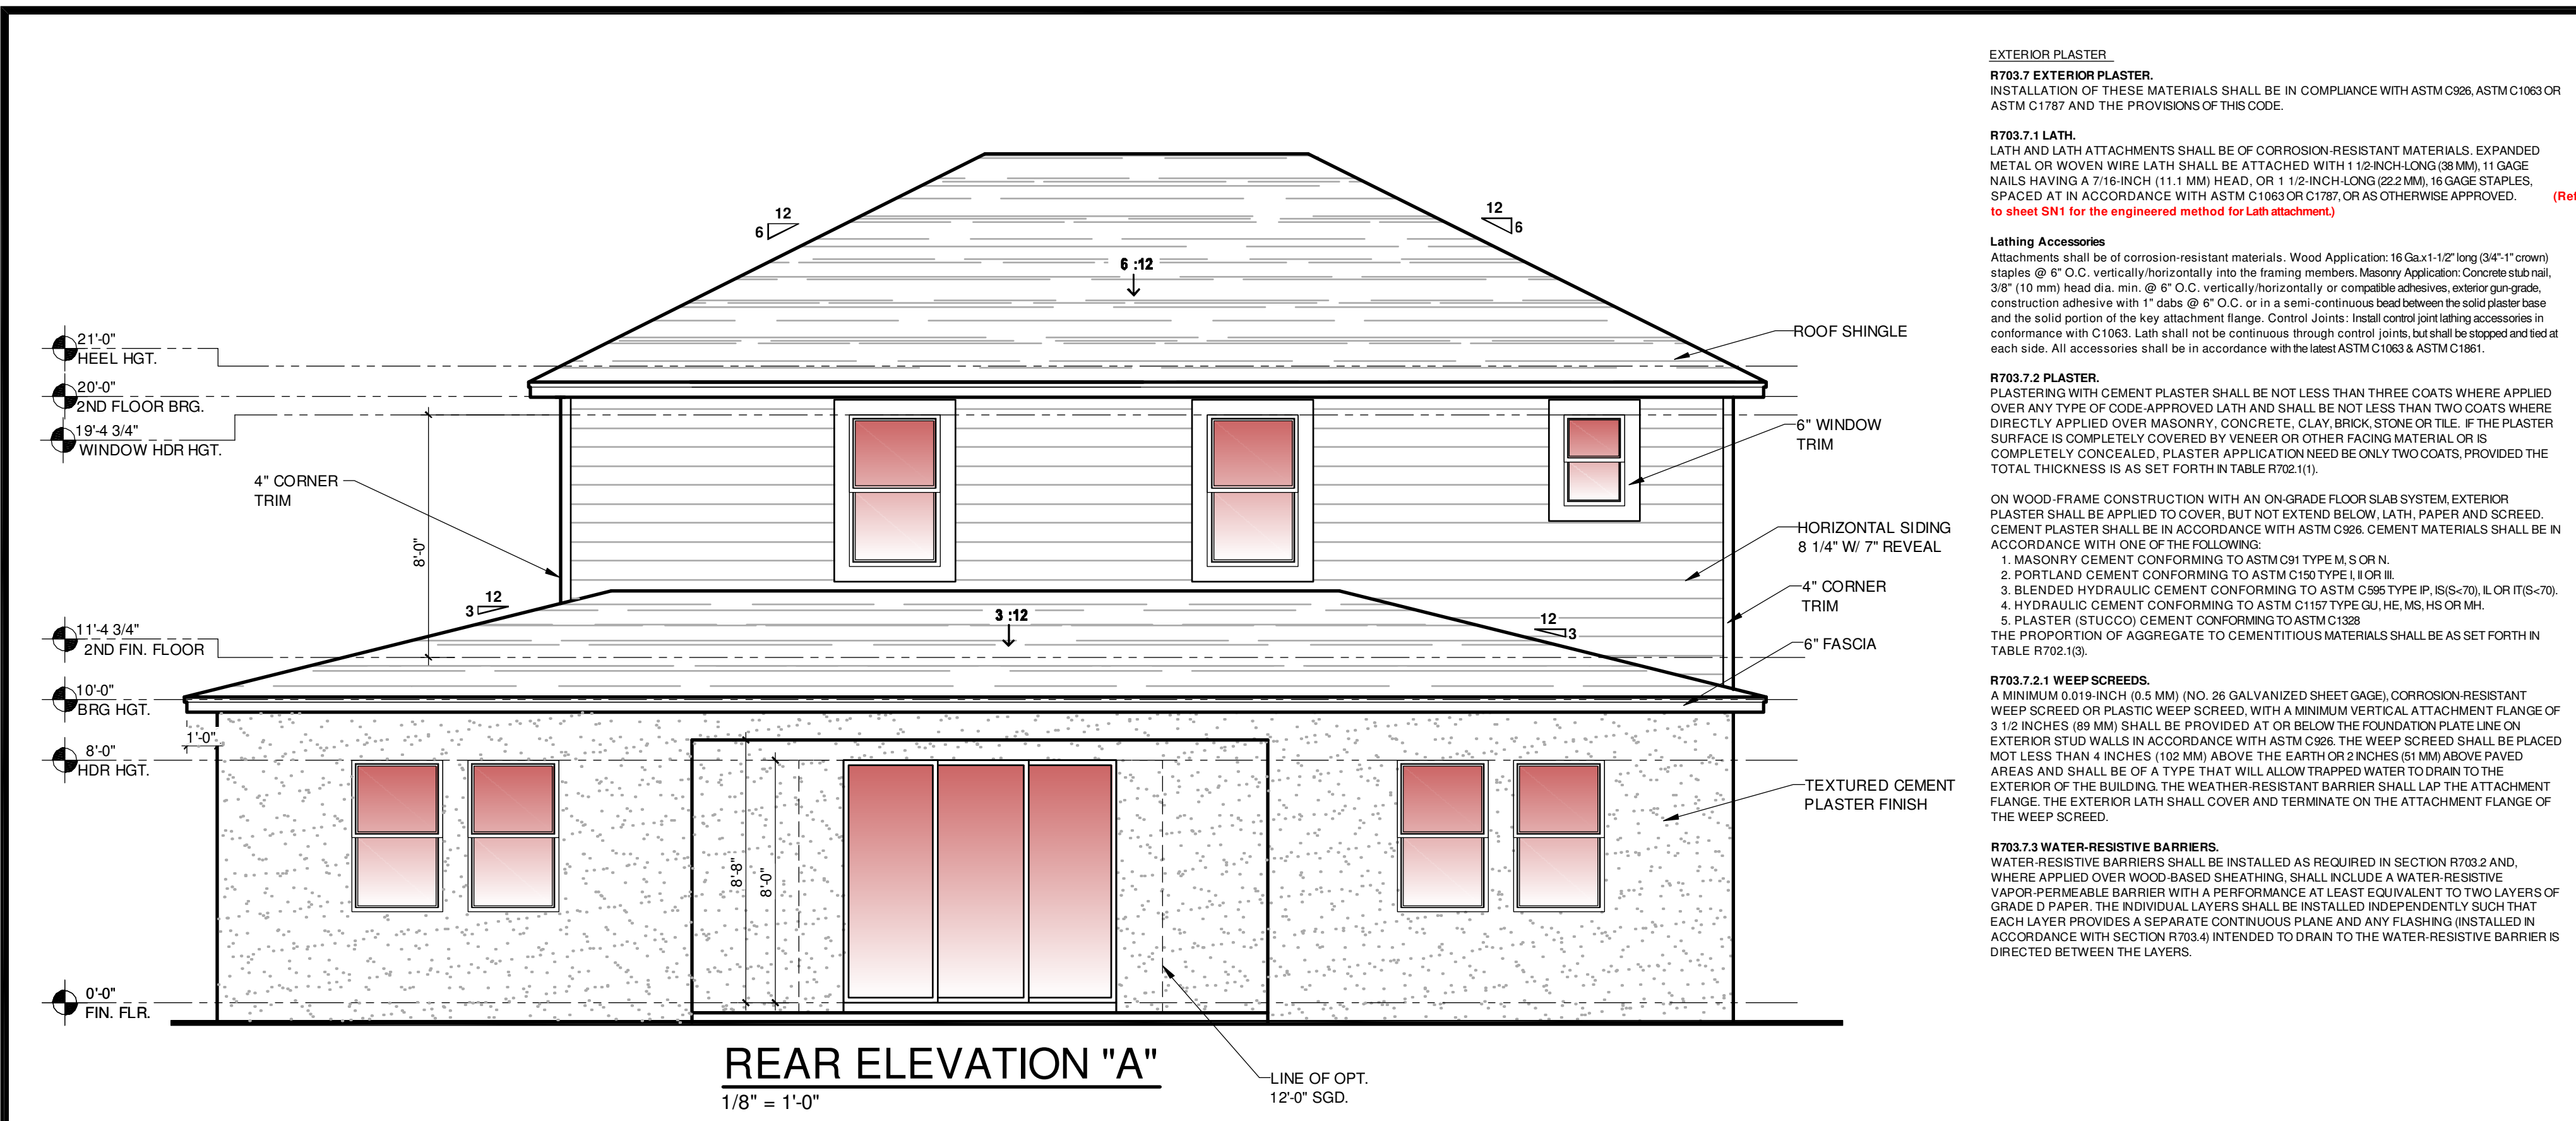 12
6
12
6
6 :12
21'-0"
HEEL HGT.
20'-0"
2ND FLOOR BRG.
19'-4 3/4"
WINDOW HDR HGT.
ROOF SHINGLE
6" WINDOW
TRIM
4" CORNER
TRIM
8'-0"
HORIZONTAL SIDING
8 1/4" W/ 7" REVEAL
4" CORNER
TRIM
12
3
3 :12
12
3
11'-4 3/4"
2ND FIN. FLOOR
6" FASCIA
10'-0"
BRG HGT.
1'-0"
8'-0"
HDR HGT.
TEXTURED CEMENT
PLASTER FINISH
8'-8"
8'-0"
0'-0"
FIN. FLR.
REAR ELEVATION "A"
1/8" = 1'-0"
LINE OF OPT.
12'-0" SGD.
EXTERIOR PLASTER
R703.7 EXTERIOR PLASTER.
INSTALLATION OF THESE MATERIALS SHALL BE IN COMPLIANCE WITH ASTM C926, ASTM C1063 OR
ASTM C1787 AND THE PROVISIONS OF THIS CODE.
R703.7.1 LATH.
LATH AND LATH ATTACHMENTS SHALL BE OF CORROSION-RESISTANT MATERIALS. EXPANDED
METAL OR WOVEN WIRE LATH SHALL BE ATTACHED WITH 1 1/2-INCH-LONG (38 MM), 11 GAGE
NAILS HAVING A 7/16-INCH (11.1 MM) HEAD, OR 1 1/2-INCH-LONG (22.2 MM), 16 GAGE STAPLES,
SPACED AT IN ACCORDANCE WITH ASTM C1063 OR C1787, OR AS OTHERWISE APPROVED. (Ref
to sheet SN1 for the engineered method for Lath attachment.)
Lathing Accessories
Attachments shall be of corrosion-resistant materials. Wood Application: 16 Ga.x1-1/2" long (3/4"-1" crown)
staples @ 6" O.C. vertically/horizontally into the framing members. Masonry Application: Concrete stub nail,
3/8" (10 mm) head dia. min. @ 6" O.C. vertically/horizontally or compatible adhesives, exterior gun-grade,
construction adhesive with 1" dabs @ 6" O.C. or in a semi-continuous bead between the solid plaster base
and the solid portion of the key attachment flange. Control Joints: Install control joint lathing accessories in
conformance with C1063. Lath shall not be continuous through control joints, but shall be stopped and tied at
each side. All accessories shall be in accordance with the latest ASTM C1063 & ASTM C1861.
R703.7.2 PLASTER.
PLASTERING WITH CEMENT PLASTER SHALL BE NOT LESS THAN THREE COATS WHERE APPLIED
OVER ANY TYPE OF CODE-APPROVED LATH AND SHALL BE NOT LESS THAN TWO COATS WHERE
DIRECTLY APPLIED OVER MASONRY, CONCRETE, CLAY, BRICK, STONE OR TILE. IF THE PLASTER
SURFACE IS COMPLETELY COVERED BY VENEER OR OTHER FACING MATERIAL OR IS
COMPLETELY CONCEALED, PLASTER APPLICATION NEED BE ONLY TWO COATS, PROVIDED THE
TOTAL THICKNESS IS AS SET FORTH IN TABLE R702.1(1).
ON WOOD-FRAME CONSTRUCTION WITH AN ON-GRADE FLOOR SLAB SYSTEM, EXTERIOR
PLASTER SHALL BE APPLIED TO COVER, BUT NOT EXTEND BELOW, LATH, PAPER AND SCREED.
CEMENT PLASTER SHALL BE IN ACCORDANCE WITH ASTM C926. CEMENT MATERIALS SHALL BE IN
ACCORDANCE WITH ONE OF THE FOLLOWING:
1. MASONRY CEMENT CONFORMING TO ASTM C91 TYPE M, S OR N.
2. PORTLAND CEMENT CONFORMING TO ASTM C150 TYPE I, II OR III.
3. BLENDED HYDRAULIC CEMENT CONFORMING TO ASTM C595 TYPE IP, IS(S<70), IL OR IT(S<70).
4. HYDRAULIC CEMENT CONFORMING TO ASTM C1157 TYPE GU, HE, MS, HS OR MH.
5. PLASTER (STUCCO) CEMENT CONFORMING TO ASTM C1328
THE PROPORTION OF AGGREGATE TO CEMENTITIOUS MATERIALS SHALL BE AS SET FORTH IN
TABLE R702.1(3).
R703.7.2.1 WEEP SCREEDS.
A MINIMUM 0.019-INCH (0.5 MM) (NO. 26 GALVANIZED SHEET GAGE), CORROSION-RESISTANT
WEEP SCREED OR PLASTIC WEEP SCREED, WITH A MINIMUM VERTICAL ATTACHMENT FLANGE OF
3 1/2 INCHES (89 MM) SHALL BE PROVIDED AT OR BELOW THE FOUNDATION PLATE LINE ON
EXTERIOR STUD WALLS IN ACCORDANCE WITH ASTM C926. THE WEEP SCREED SHALL BE PLACED
MOT LESS THAN 4 INCHES (102 MM) ABOVE THE EARTH OR 2 INCHES (51 MM) ABOVE PAVED
AREAS AND SHALL BE OF A TYPE THAT WILL ALLOW TRAPPED WATER TO DRAIN TO THE
EXTERIOR OF THE BUILDING. THE WEATHER-RESISTANT BARRIER SHALL LAP THE ATTACHMENT
FLANGE. THE EXTERIOR LATH SHALL COVER AND TERMINATE ON THE ATTACHMENT FLANGE OF
THE WEEP SCREED.
R703.7.3 WATER-RESISTIVE BARRIERS.
WATER-RESISTIVE BARRIERS SHALL BE INSTALLED AS REQUIRED IN SECTION R703.2 AND,
WHERE APPLIED OVER WOOD-BASED SHEATHING, SHALL INCLUDE A WATER-RESISTIVE
VAPOR-PERMEABLE BARRIER WITH A PERFORMANCE AT LEAST EQUIVALENT TO TWO LAYERS OF
GRADE D PAPER. THE INDIVIDUAL LAYERS SHALL BE INSTALLED INDEPENDENTLY SUCH THAT
EACH LAYER PROVIDES A SEPARATE CONTINUOUS PLANE AND ANY FLASHING (INSTALLED IN
ACCORDANCE WITH SECTION R703.4) INTENDED TO DRAIN TO THE WATER-RESISTIVE BARRIER IS
DIRECTED BETWEEN THE LAYERS.